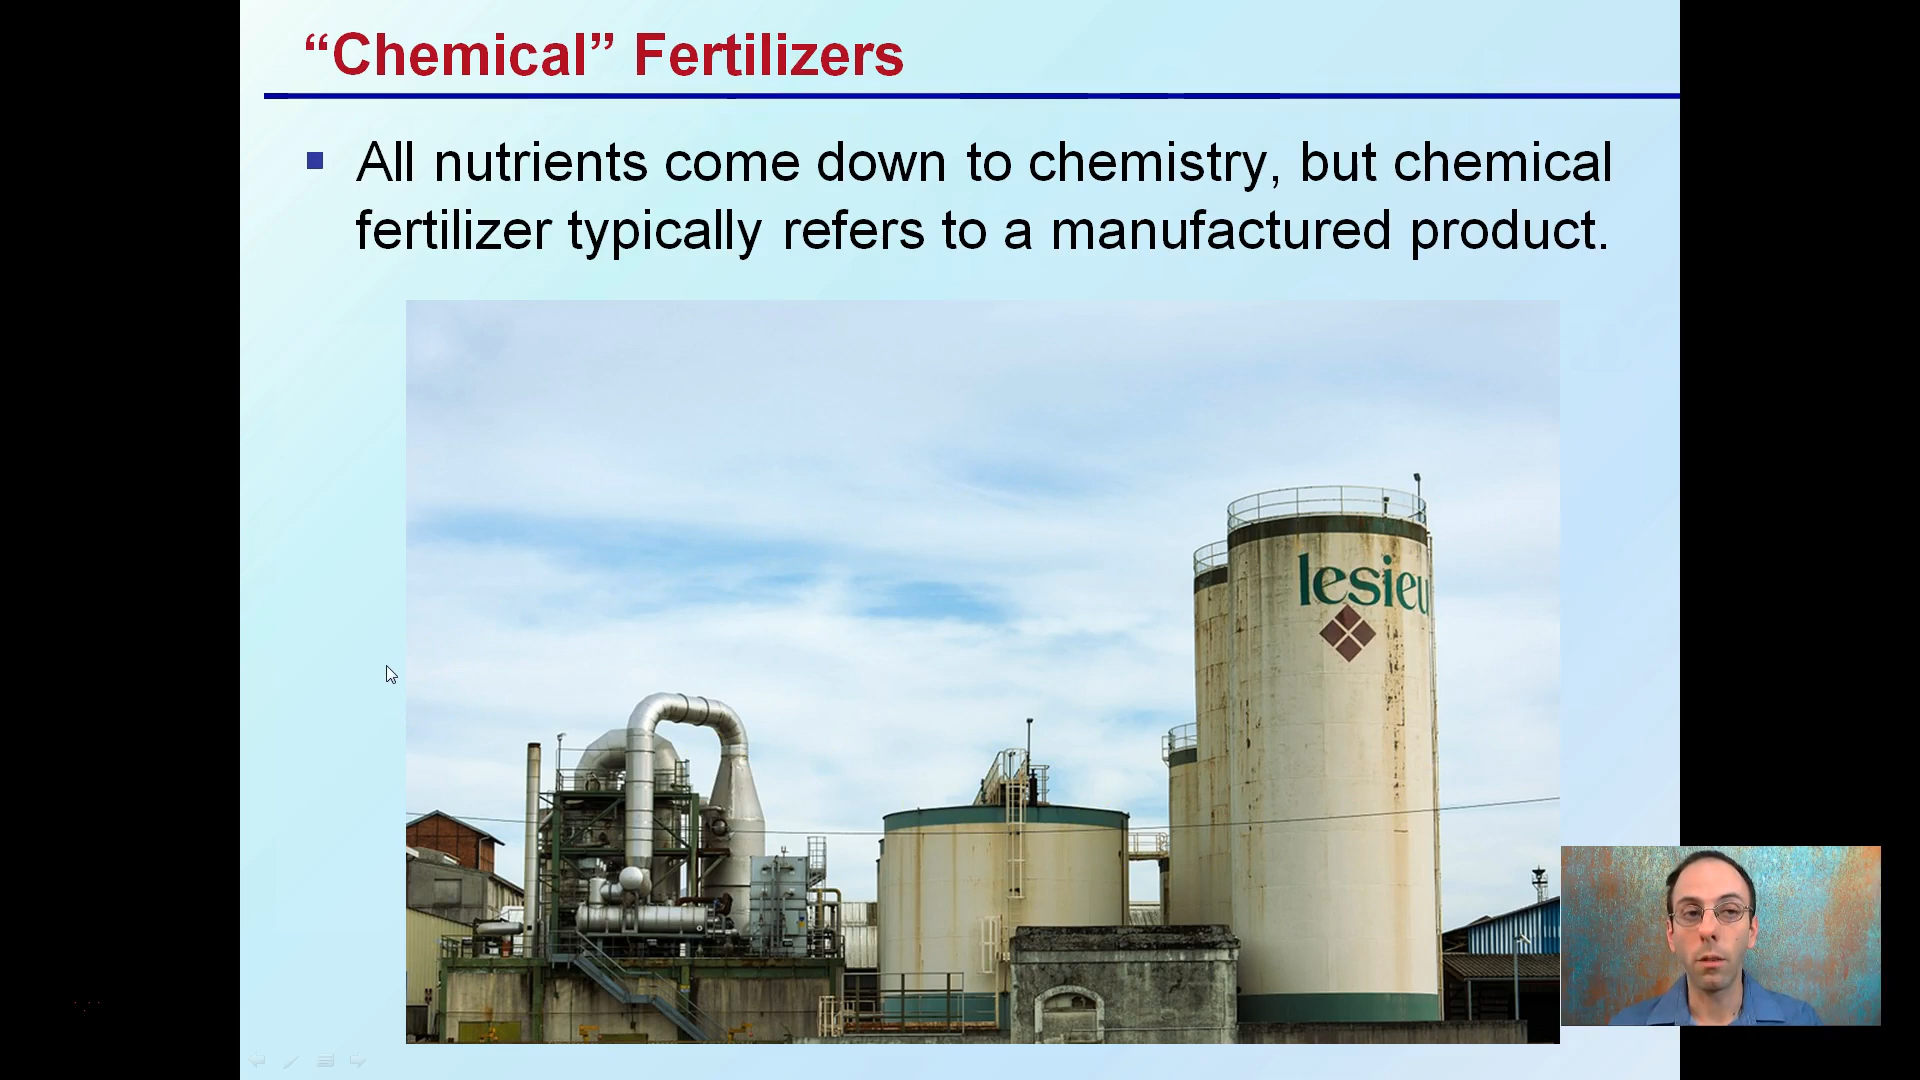 “Chemical” Fertilizers
All nutrients come down to chemistry, but chemical
fertilizer typically refers to a manufactured product.
lesieu